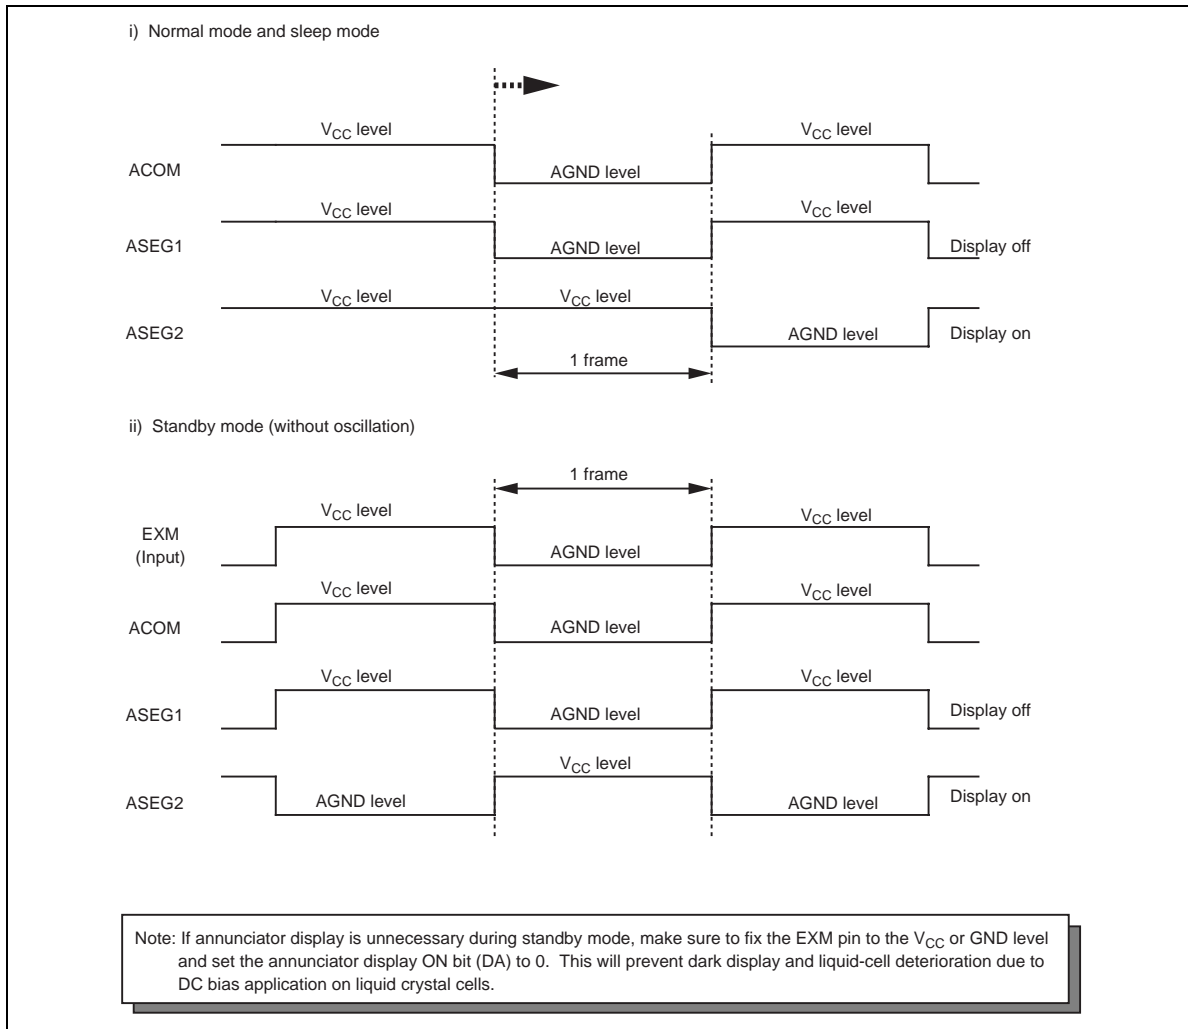 i) Normal mode and sleep mode
VCC level
VCC level
ACOM
AGND level
VCC level
VCC level
ASEG1
AGND level
Display off
VCC level
VCC level
ASEG2
AGND level
Display on
1 frame
ii) Standby mode (without oscillation)
1 frame
VCC level
VCC level
EXM
(Input)
AGND level
VCC level
VCC level
ACOM
AGND level
VCC level
VCC level
ASEG1
AGND level
Display off
VCC level
ASEG2
AGND level
AGND level
Display on
Note: If annunciator display is unnecessary during standby mode, make sure to fix the EXM pin to the VCC or GND level
and set the annunciator display ON bit (DA) to 0. This will prevent dark display and liquid-cell deterioration due to
DC bias application on liquid crystal cells.